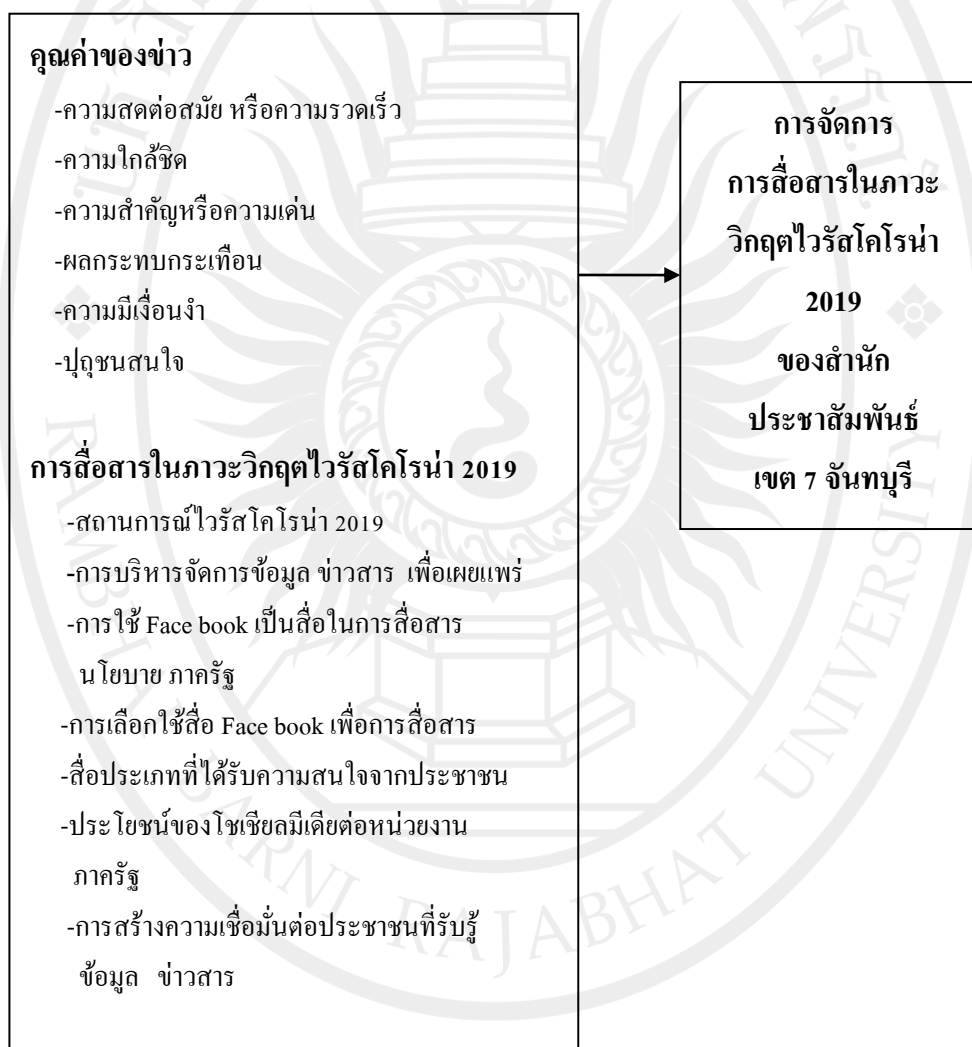 คุณค่าของข่าว
-ความสดต่อสมัย หรือความรวดเร็ว
-ความใกล้ชิด
-ความสำคัญหรือความเด่น
-ผลกระทบกระเทือน
-ความมีเงื่อนงำ
-ปุถุชนสนใจ
การสื่อสารในภาวะวิกฤตไวรัสโคโรน่า 2019
-สถานการณ์ไวรัสโคโรน่า 2019
-การบริหารจัดการข้อมูล ข่าวสาร เพื่อเผยแพร่
-การใช้ Face book เป็นสื่อในการสื่อสาร
นโยบาย ภาครัฐ
-การเลือกใช้สื่อ Face book เพื่อการสื่อสาร
-สื่อประเภทที่ได้รับความสนใจจากประชาชน
-ประโยชน์ของโซเชียลมีเดียต่อหน่วยงาน
ภาครัฐ
-การสร้างความเชื่อมั่นต่อประชาชนที่รับรู้
ข้อมูล ข่าวสาร
การจัดการ
การสื่อสารในภาวะ
วิกฤตไวรัสโคโรน่า
2019
ของสำนัก
ประชาสัมพันธ์
เขต 7 จันทบุรี
RAJABHAT UNIVERSITY